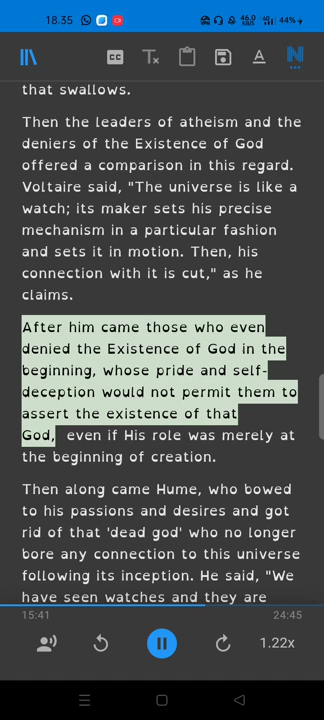 18.35
46.0
KB/S
44%
CC
N
that swallows.
Then the leaders of atheism and the
deniers of the Existence of God
offered a comparison in this regard.
Voltaire said, "The universe is like a
watch; its maker sets his precise
mechanism in a particular fashion
and sets it in motion. Then, his
connection with it is cut," as he
claims.
After him came those who even
denied the Existence of God in the
beginning, whose pride and self-
deception would not permit them to
assert the existence of that
God, even if His role was merely at
the beginning of creation.
Then along came Hume, who bowed
to his passions and desires and got
rid of that 'dead god' who no longer
bore any connection to this universe
following its inception. He said, "We
have seen watches and they are
15:41
24:45
1.22x